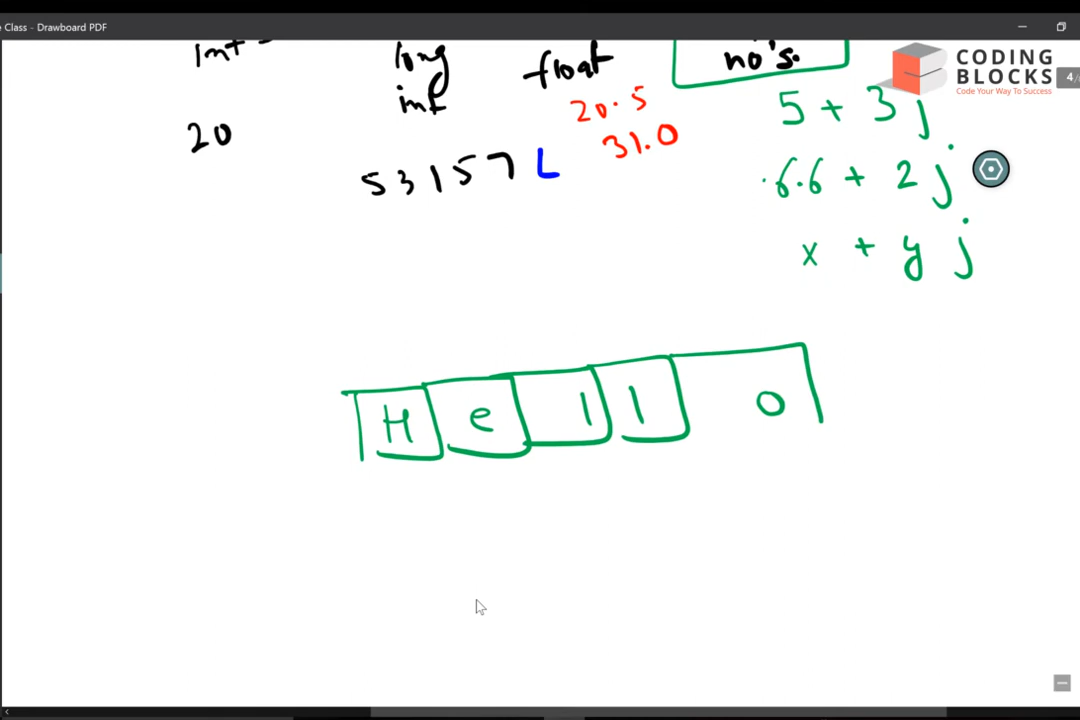 e Class - Drawboard PDF
int
long
int
float
no's.
CODING
BLOCKS
Code Your Way To Success
20
53157 L
20.5
31.0
5 + 3j
6.6 + 2j
x + y j
H e l l o